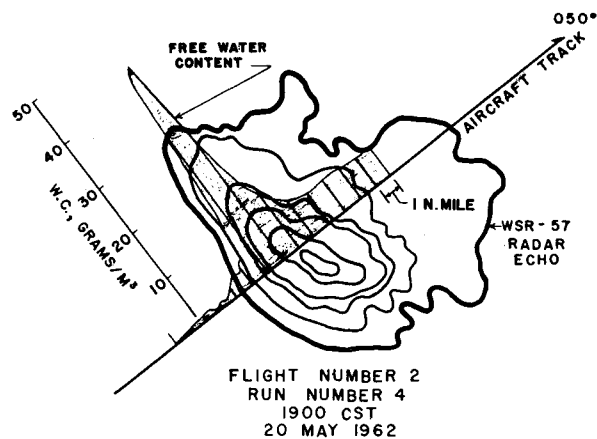 050°
FREE WATER
CONTENT
AIRCRAFT TRACK
50
40
30
20
10
W.C., GRAMS/M³
1 N. MILE
WSR-57
RADAR
ECHO
FLIGHT NUMBER 2
RUN NUMBER 4
1900 CST
20 MAY 1962